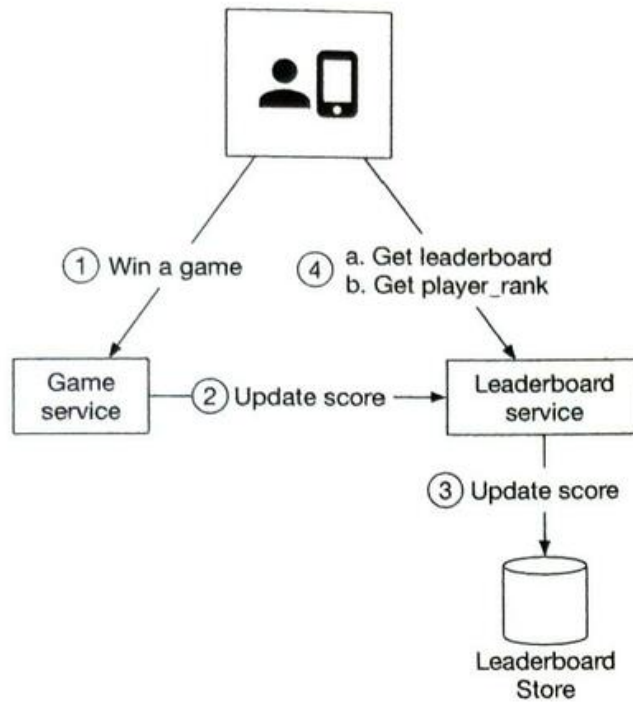 1 Win a game
4 a. Get leaderboard
b. Get player_rank
Game
service
2 Update score
Leaderboard
service
3 Update score
Leaderboard
Store